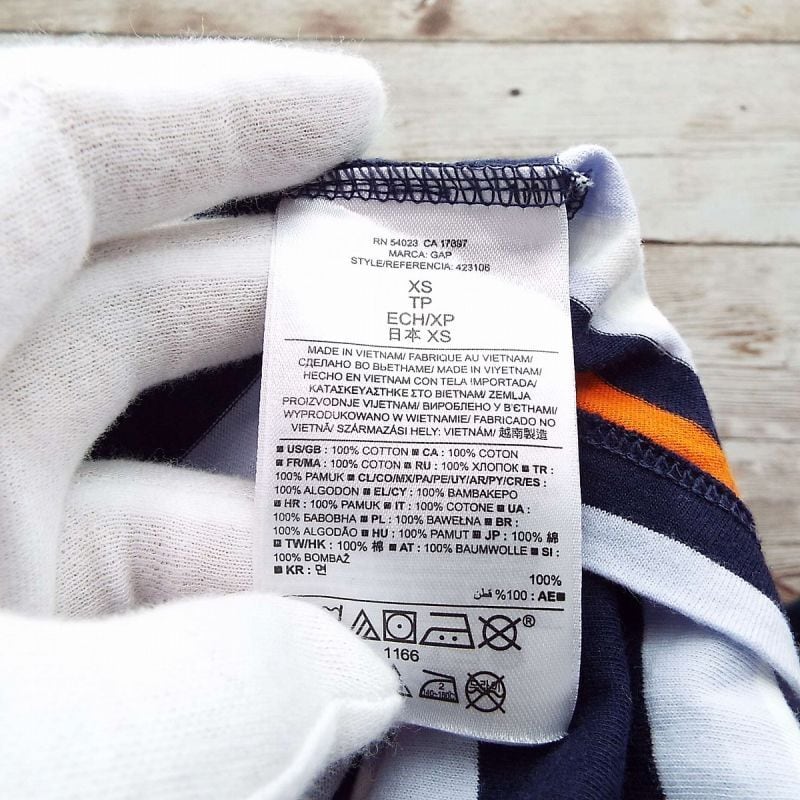 RN 54023 CA 17897
MARCA: GAP
STYLE/REFERENCIA: 423106
XS
TP
ECH/XP
日本 XS
MADE IN VIETNAM/ FABRIQUE AU VIETNAM/
СДЕЛАНО ВО ВЬЕТНАМЕ/ MADE IN VIYETNAM/
HECHO EN VIETNAM CON TELA IMPORTADA/
ΚΑΤΑΣΚΕΥΑΣΤΗΚΕ ΣΤΟ ΒΙΕΤΝΑΜ/ ZEMLJA
PROIZVODNJE VIJETNAM/ ВИРОБЛЕНО У В'ЄТНАМІ/
WYPRODUKOWANO W WIETNAMIE/ FABRICADO NO
VIETNÃ/ SZÁRMAZÁSI HELY: VIETNÁM/ 越南製造
■ US/GB : 100% COTTON ■ CA : 100% COTON
■ FR/MA : 100% COTON ■ RU : 100% ХЛОПОК ■ TR :
100% PAMUK ■ CL/CO/MX/PA/PE/UY/AR/PY/CR/ES :
100% ALGODON ■ EL/CY : 100% ΒΑΜΒΑΚΕΡΟ
■ HR : 100% PAMUK ■ IT : 100% COTONE ■ UA :
100% БАВОВНА ■ PL : 100% BAWEŁNA ■ BR :
100% ALGODÃO ■ HU : 100% PAMUT ■ JP : 100% 綿
■ TW/HK : 100% 棉 ■ AT : 100% BAUMWOLLE ■ SI :
100% BOMBAŽ
■ KR : 면
100%
■AE : 100% قطن
®
1166
2
드라이